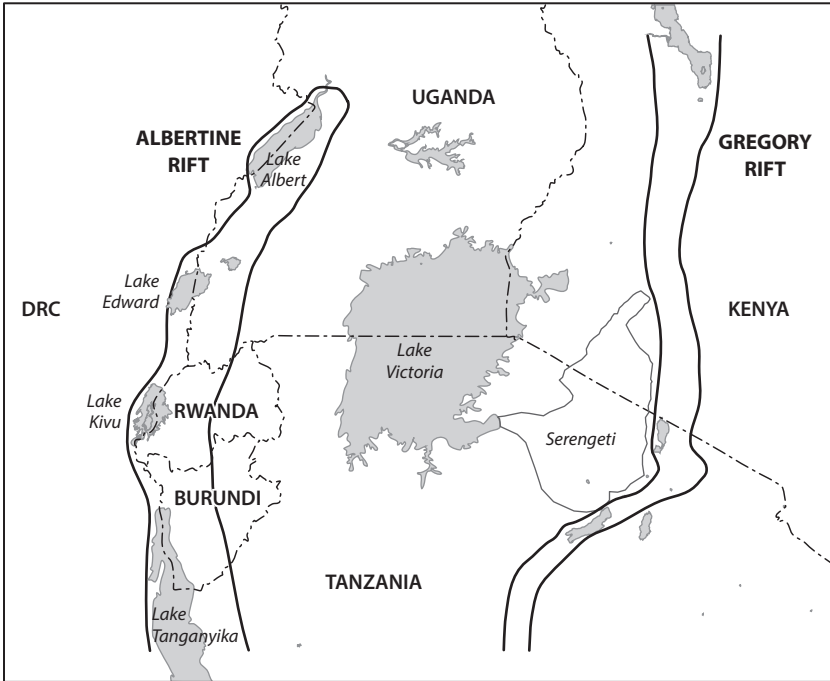 UGANDA
ALBERTINE
RIFT
GREGORY
RIFT
Lake
Albert
Lake
Edward
DRC
KENYA
Lake
Victoria
Lake
Kivu
RWANDA
Serengeti
BURUNDI
TANZANIA
Lake
Tanganyika